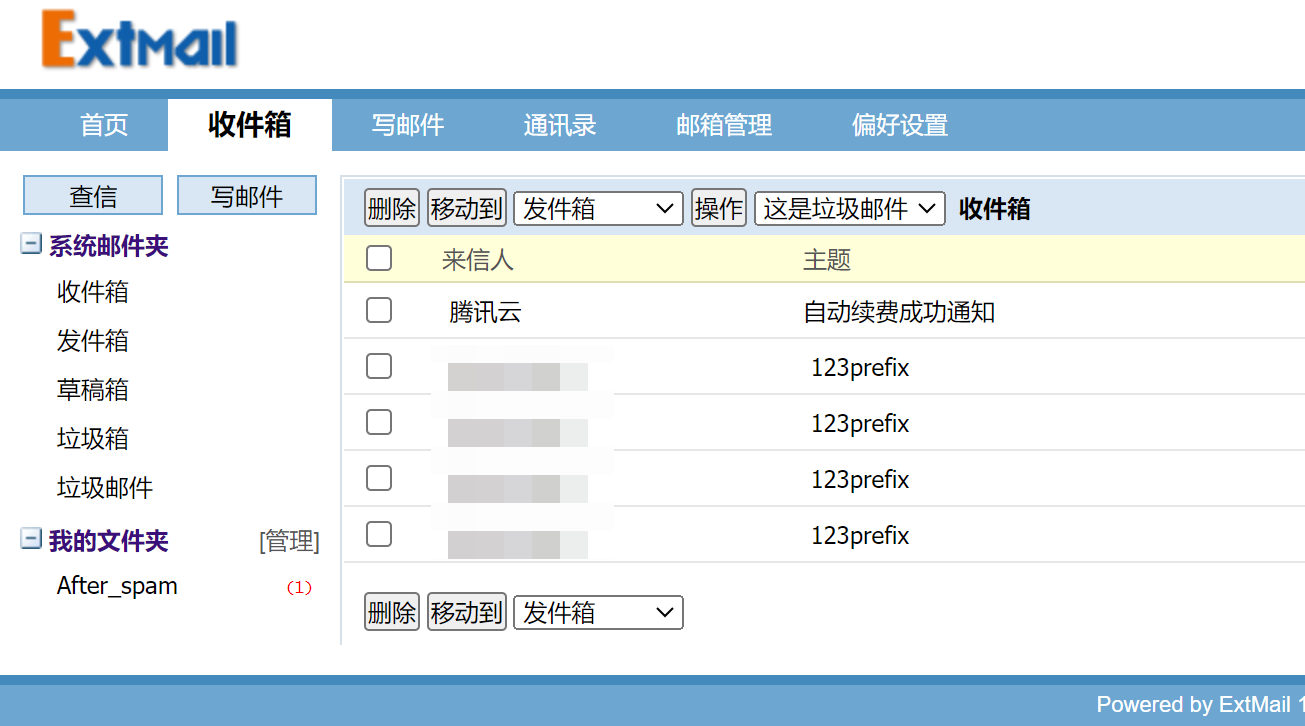 ExtMail
首页 收件箱 写邮件 通讯录 邮箱管理 偏好设置
查信 写邮件
删除 移动到 发件箱 操作 这是垃圾邮件 收件箱
系统邮件夹
收件箱
发件箱
草稿箱
垃圾箱
垃圾邮件
我的文件夹 [管理]
After_spam (1)
来信人 主题
腾讯云 自动续费成功通知
123prefix
123prefix
123prefix
123prefix
删除 移动到 发件箱
Powered by ExtMail 1